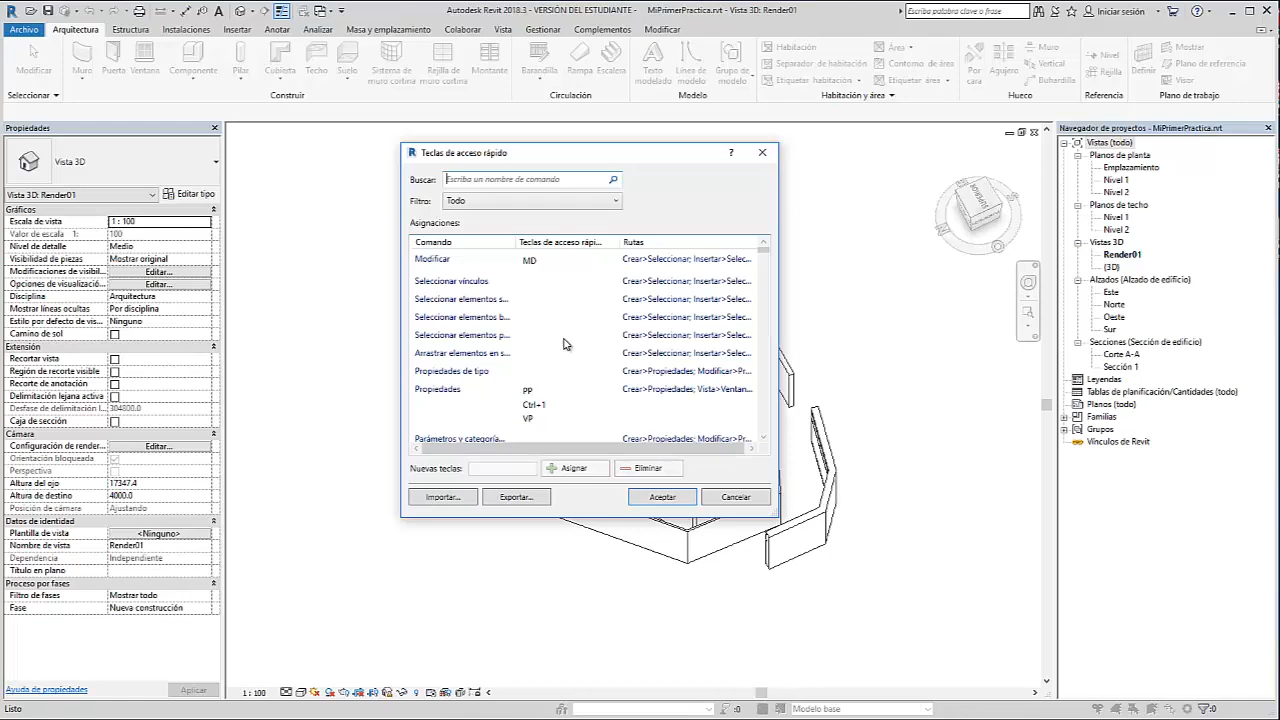 Autodesk Revit 2018.3 - VERSIÓN DEL ESTUDIANTE - MiPrimerPractica.rvt - Vista 3D: Render01
Escriba palabra clave o frase
Iniciar sesión
Archivo Arquitectura Estructura Instalaciones Insertar Anotar Analizar Masa y emplazamiento Colaborar Vista Gestionar Complementos Modificar
Modificar
Muro Puerta Ventana Componente Pilar Cubierta Techo Suelo Sistema de muro cortina Rejilla de muro cortina Montante
Barandilla Rampa Escalera
Texto modelado Línea de modelo Grupo de modelo
Habitación
Separador de habitación
Etiquetar habitación
Área
Contorno de área
Etiquetar área
Por cara Agujero
Muro
Vertical
Buhardilla
Nivel
Rejilla
Definir
Mostrar
Plano de referencia
Visor
Seleccionar Construir Circulación Modelo Habitación y área Hueco Referencia Plano de trabajo
Propiedades
Vista 3D
Vista 3D: Render01 Editar tipo
Gráficos
Escala de vista 1 : 100
Valor de escala 1: 100
Nivel de detalle Medio
Visibilidad de piezas Mostrar original
Modificaciones de visibil... Editar...
Opciones de visualizació... Editar...
Disciplina Arquitectura
Mostrar líneas ocultas Por disciplina
Estilo por defecto de vis... Ninguno
Camino de sol
Extensión
Recortar vista
Región de recorte visible
Recorte de anotación
Delimitación lejana activa
Desfase de delimitación l... 304800.0
Caja de sección
Cámara
Configuración de render... Editar...
Orientación bloqueada
Perspectiva
Altura del ojo 17347.4
Altura de destino 4000.0
Posición de cámara Ajustando
Datos de identidad
Plantilla de vista <Ninguno>
Nombre de vista Render01
Dependencia Independiente
Título en plano
Proceso por fases
Filtro de fases Mostrar todo
Fase Nueva construcción
Ayuda de propiedades Aplicar
Teclas de acceso rápido
Buscar: Escriba un nombre de comando
Filtro: Todo
Asignaciones:
Comando Teclas de acceso rápi... Rutas
Modificar MD Crear>Seleccionar; Insertar>Selec...
Seleccionar vínculos Crear>Seleccionar; Insertar>Selec...
Seleccionar elementos s... Crear>Seleccionar; Insertar>Selec...
Seleccionar elementos b... Crear>Seleccionar; Insertar>Selec...
Seleccionar elementos p... Crear>Seleccionar; Insertar>Selec...
Arrastrar elementos en s... Crear>Seleccionar; Insertar>Selec...
Propiedades de tipo Crear>Propiedades; Modificar>Pr...
Propiedades PP Crear>Propiedades; Vista>Ventan...
Ctrl+1
VP
Parámetros y categoría... Crear>Propiedades; Modificar>Pr...
Nuevas teclas: Asignar Eliminar
Importar... Exportar... Aceptar Cancelar
Navegador de proyectos - MiPrimerPractica.rvt
Vistas (todo)
Planos de planta
Emplazamiento
Nivel 1
Nivel 2
Planos de techo
Nivel 1
Nivel 2
Vistas 3D
Render01
{3D}
Alzados (Alzado de edificio)
Este
Norte
Oeste
Sur
Secciones (Sección de edificio)
Corte A-A
Sección 1
Leyendas
Tablas de planificación/Cantidades (todo)
Planos (todo)
Familias
Grupos
Vínculos de Revit
1 : 100
Listo :0 Modelo base :0